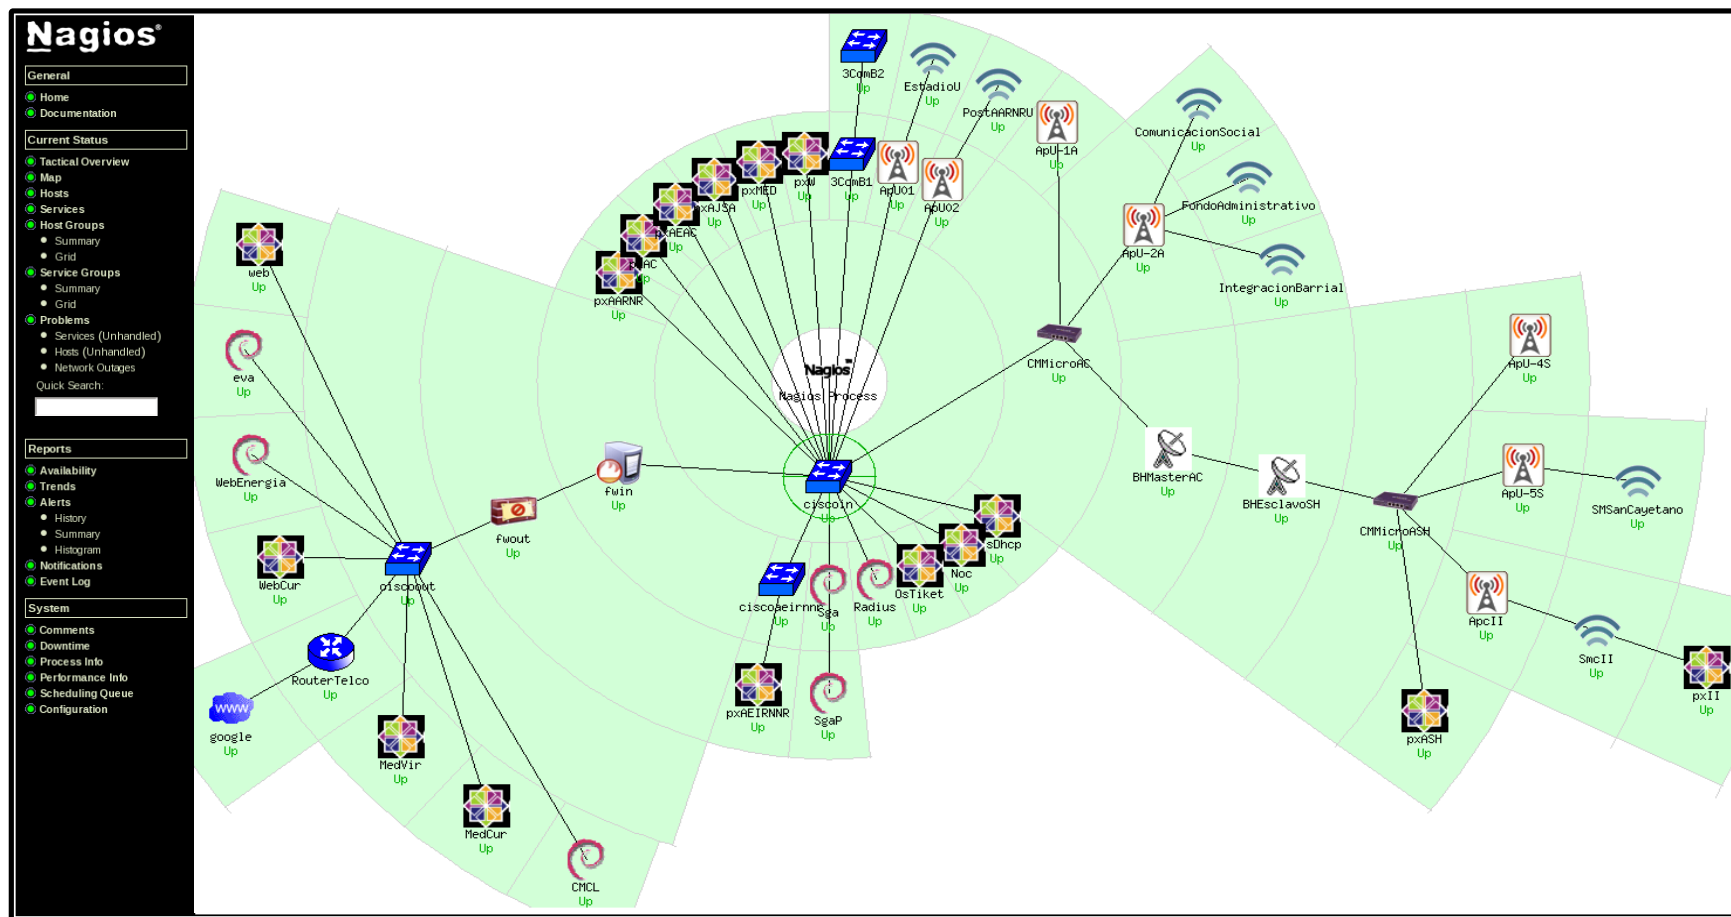 Nagios®
General
Home
Documentation
Current Status
Tactical Overview
Map
Hosts
Services
Host Groups
Summary
Grid
Service Groups
Summary
Grid
Problems
Services (Unhandled)
Hosts (Unhandled)
Network Outages
Quick Search:
Reports
Availability
Trends
Alerts
History
Summary
Histogram
Notifications
Event Log
System
Comments
Downtime
Process Info
Performance Info
Scheduling Queue
Configuration
3ComB2
Up
EstadioU
Up
PostAARNRU
Up
ApU-1A
Up
ComunicacionSocial
Up
FondoAdministrativo
Up
IntegracionBarrial
Up
ApU-2A
Up
pxW
Up
3ComB1
Up
ApU01
Up
ApU02
Up
pxMED
Up
pxAJSA
Up
pxAEAC
Up
Up
pxAARNR
Up
web
Up
eva
Up
WebEnergia
Up
WebCur
Up
Nagios™
Nagios Process
CMMicroAC
Up
ApU-4S
Up
BHMasterAC
Up
BHEsclavoSH
Up
ApU-5S
Up
SMSanCayetano
Up
CMMicroASH
Up
fwin
Up
fwout
Up
ciscoin
Up
ciscoout
Up
sDhcp
Up
Noc
Up
OsTiket
Up
Radius
Up
Sga
Up
ciscoaeirnnr
Up
ApcII
Up
SmcII
Up
pxII
Up
RouterTelco
Up
google
Up
WWW
pxAEIRNNR
Up
SgaP
Up
pxASH
Up
MedVir
Up
MedCur
Up
CMCL
Up